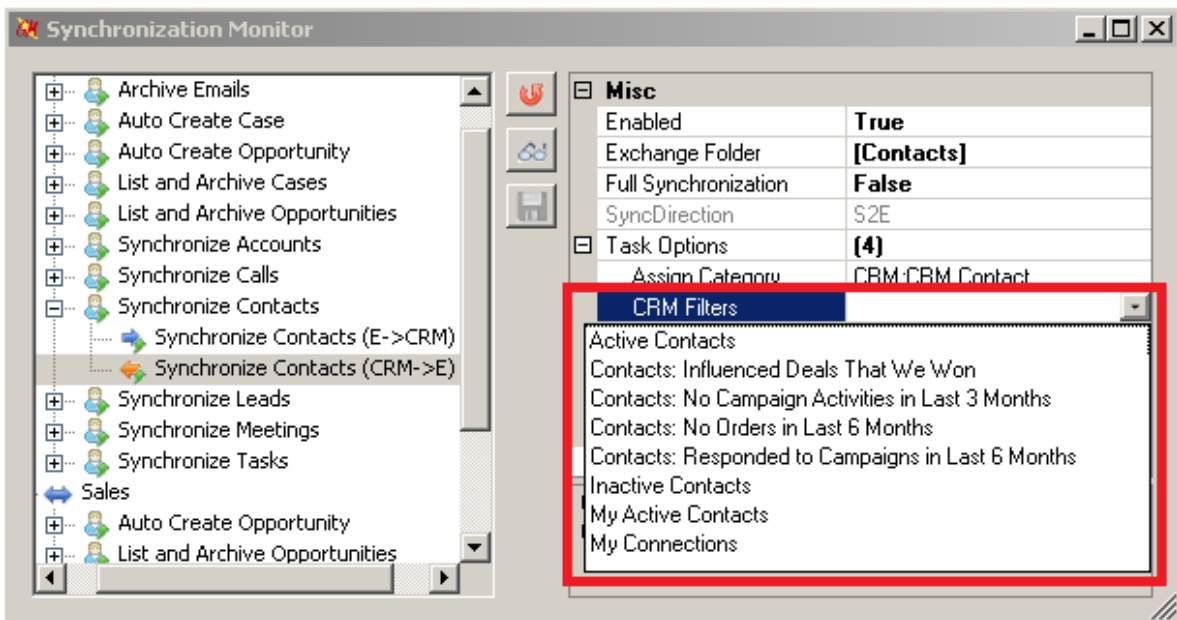 Synchronization Monitor
Archive Emails
Auto Create Case
Auto Create Opportunity
List and Archive Cases
List and Archive Opportunities
Synchronize Accounts
Synchronize Calls
Synchronize Contacts
Synchronize Contacts (E->CRM)
Synchronize Contacts (CRM->E)
Synchronize Leads
Synchronize Meetings
Synchronize Tasks
Sales
Auto Create Opportunity
List and Archive Opportunities
Misc
Enabled True
Exchange Folder [Contacts]
Full Synchronization False
SyncDirection S2E
Task Options (4)
Assign Category CRM:CRM Contact
CRM Filters
Active Contacts
Contacts: Influenced Deals That We Won
Contacts: No Campaign Activities in Last 3 Months
Contacts: No Orders in Last 6 Months
Contacts: Responded to Campaigns in Last 6 Months
Inactive Contacts
My Active Contacts
My Connections